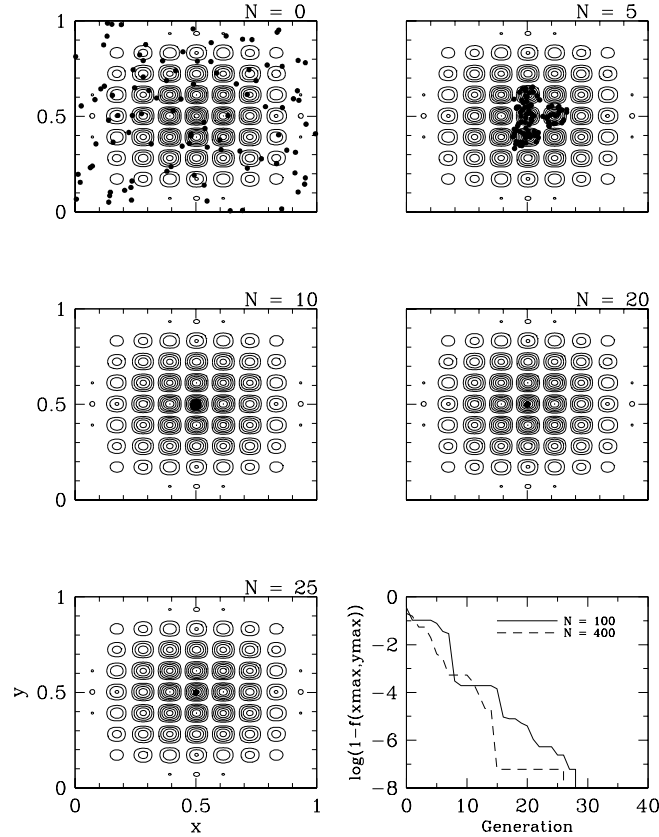 N = 0
N = 5
1
0.5
0
N = 10
N = 20
1
0.5
0
N = 25
1
0.5
0
y
0
0.5
1
x
0
−2
−4
−6
−8
log(1−f(xmax,ymax))
N = 100
N = 400
0
10
20
30
40
Generation